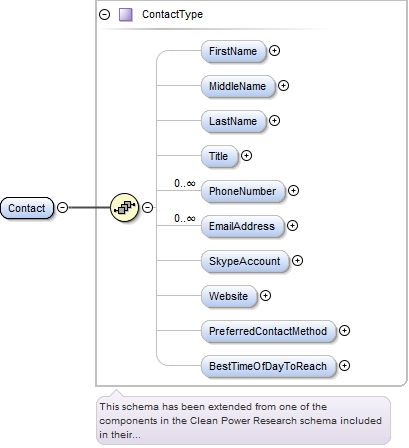 ContactType
FirstName
MiddleName
LastName
Title
0..∞
PhoneNumber
0..∞
EmailAddress
Contact
SkypeAccount
Website
PreferredContactMethod
BestTimeOfDayToReach
This schema has been extended from one of the
components in the Clean Power Research schema included
in their...